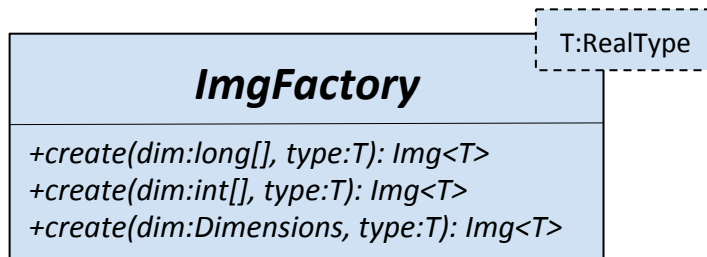 T:RealType
ImgFactory
+create(dim:long[], type:T): Img<T>
+create(dim:int[], type:T): Img<T>
+create(dim:Dimensions, type:T): Img<T>